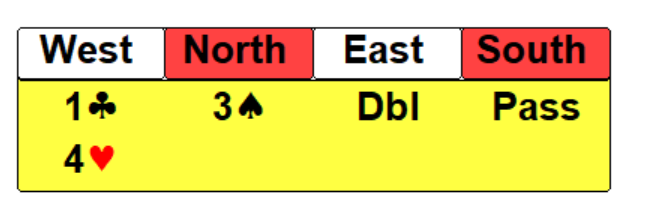 West North East South
1♣ 3♠ Dbl Pass
4♥